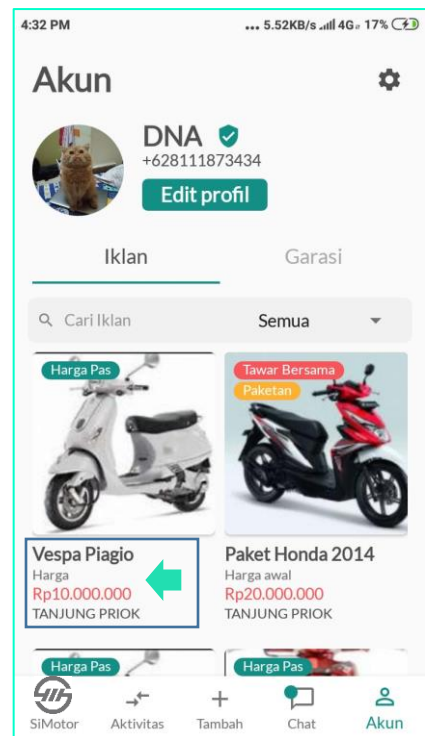 4:32 PM ... 5.52KB/s 4G 17%
Akun
DNA
+628111873434
Edit profil
Iklan Garasi
Cari Iklan Semua
Harga Pas Tawar Bersama
Paketan
Vespa Piagio Paket Honda 2014
Harga Harga awal
Rp10.000.000 Rp20.000.000
TANJUNG PRIOK TANJUNG PRIOK
Harga Pas Harga Pas
SiMotor Aktivitas Tambah Chat Akun